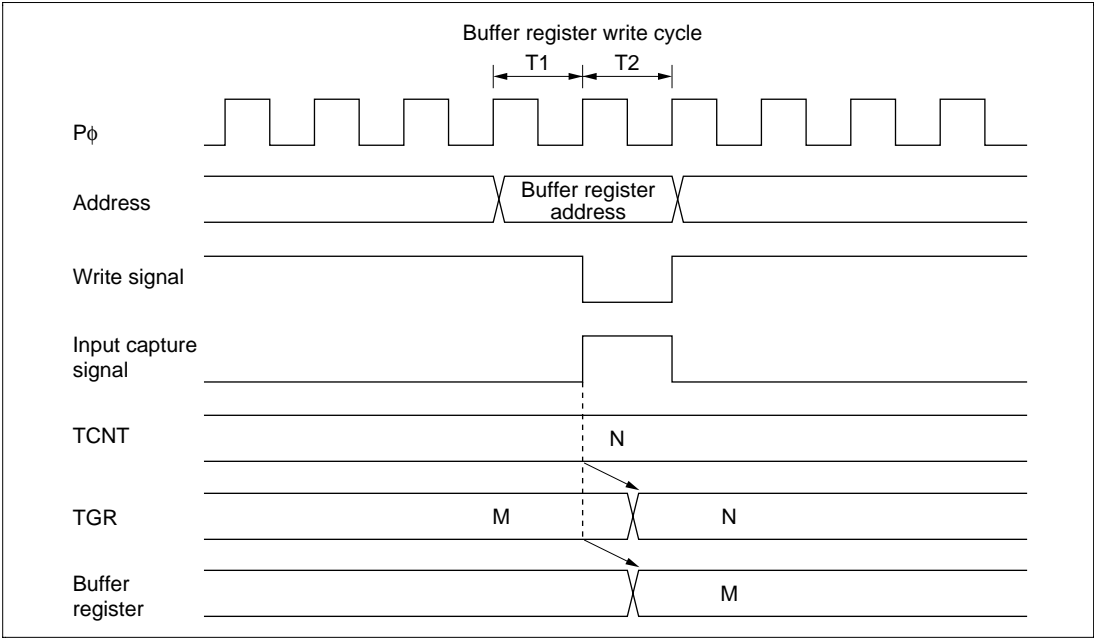 Buffer register write cycle
T1 T2
Pϕ
Address
Buffer register
address
Write signal
Input capture
signal
TCNT
N
TGR
M N
Buffer
register
M